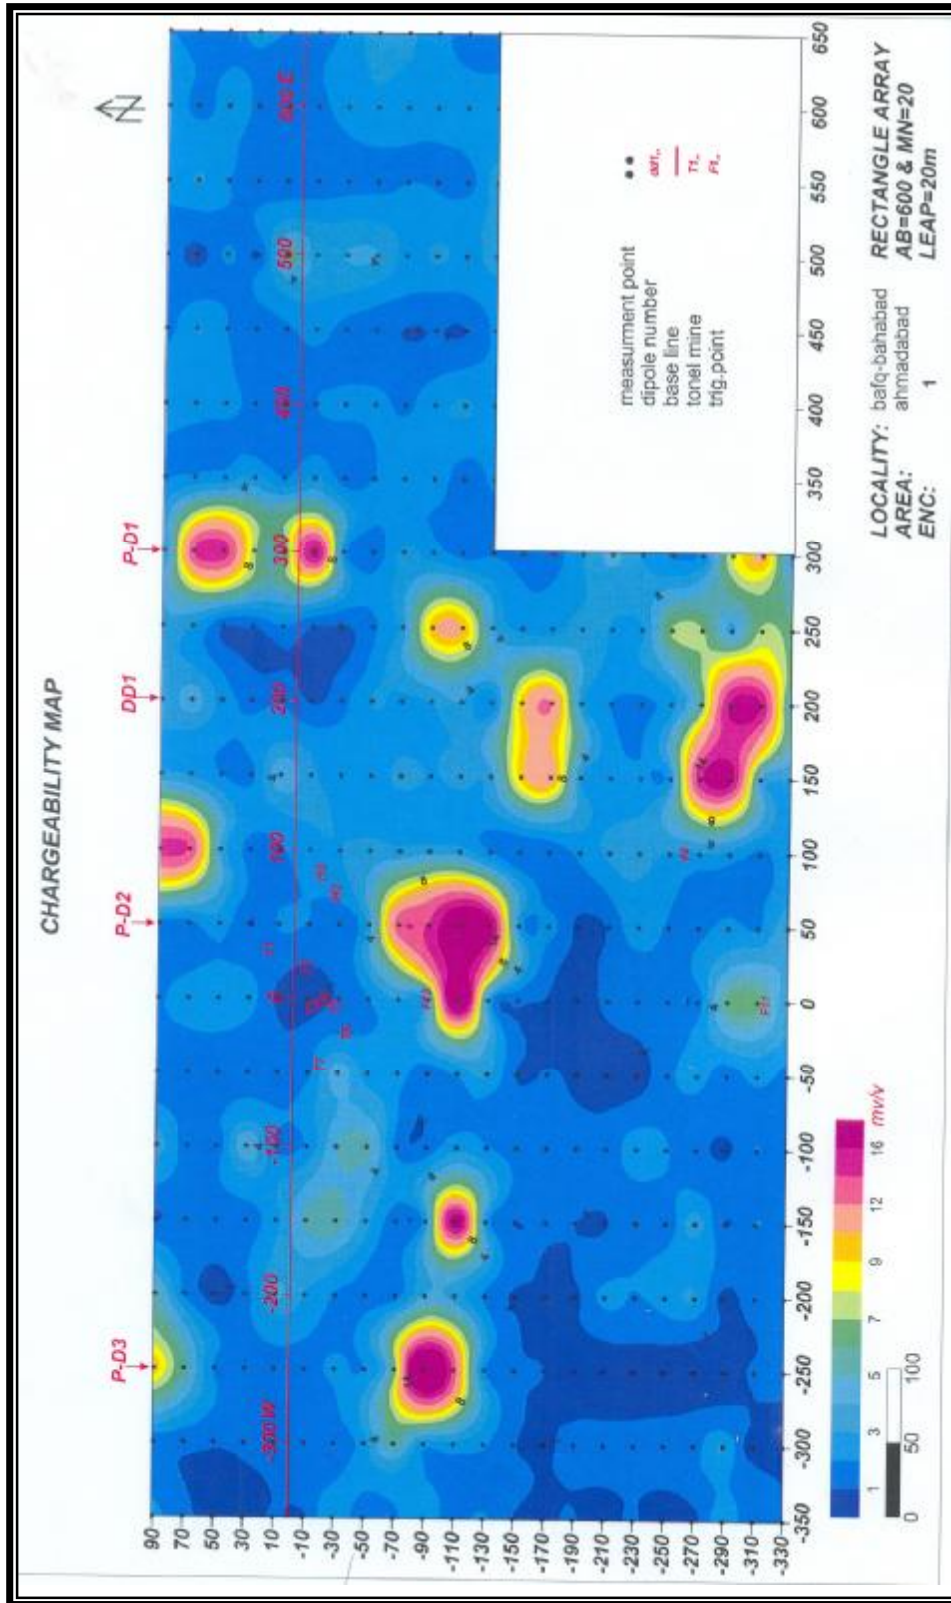 CHARGEABILITY MAP
N
P-D3
P-D2
DD1
P-D1
90
70
50
30
10
-10
-30
-50
-70
-90
-110
-130
-150
-170
-190
-210
-230
-250
-270
-290
-310
-330
-300 W
-200
-100
100
200
300
400
500
600 E
-350 -300 -250 -200 -150 -100 -50 0 50 100 150 200 250 300 350 400 450 500 550 600 650
measurment point
dipole number
base line
tonel mine T1,,
trig.point F1,,
1 3 5 7 9 12 16 mv/v
0 50 100
LOCALITY: bafq-bahabad RECTANGLE ARRAY
AREA: ahmadabad AB=600 & MN=20
ENC: 1 LEAP=20m